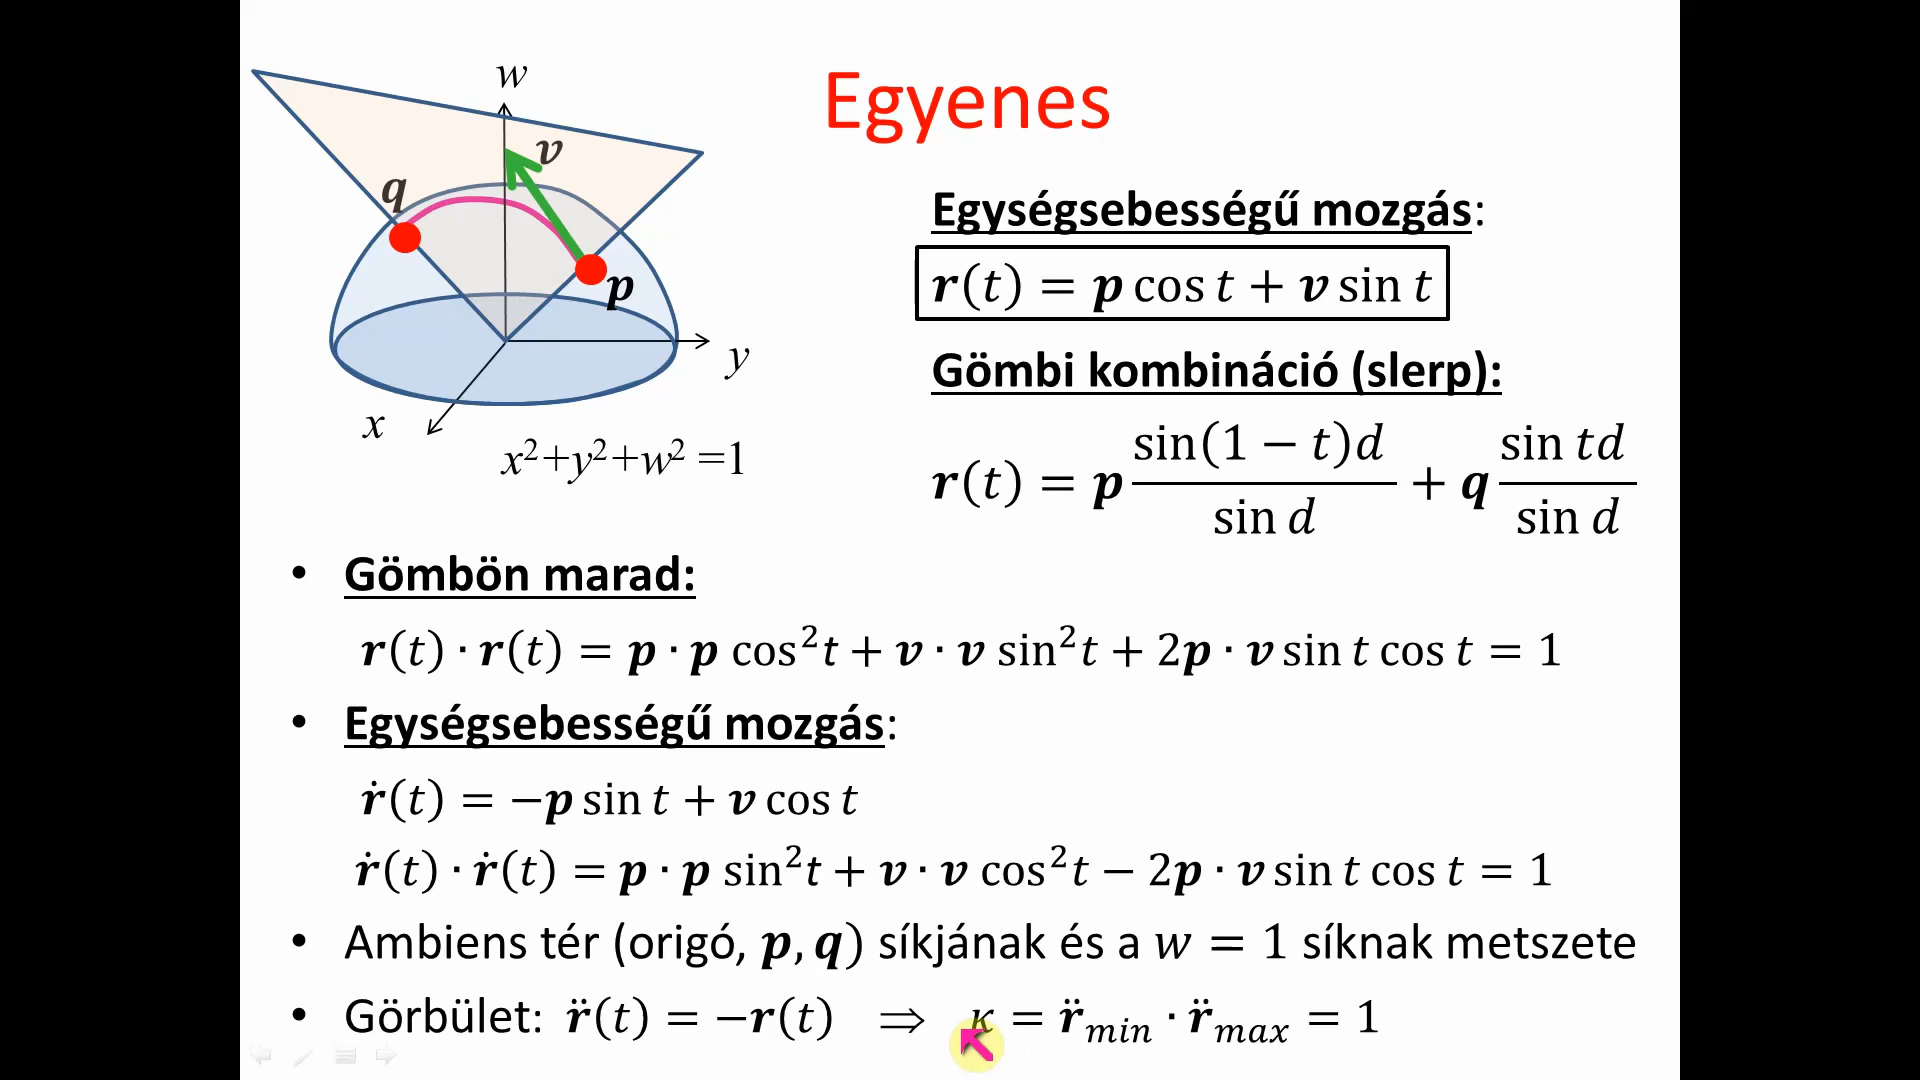 Egyenes
w
v
q
p
y
x
x²+y²+w² =1
Egységsebességű mozgás:
r(t) = p cos t + v sin t
Gömbi kombináció (slerp):
r(t) = p sin(1 − t)d / sin d + q sin td / sin d
• Gömbön marad:
r(t) · r(t) = p · p cos²t + v · v sin²t + 2p · v sin t cos t = 1
• Egységsebességű mozgás:
ṙ(t) = −p sin t + v cos t
ṙ(t) · ṙ(t) = p · p sin²t + v · v cos²t − 2p · v sin t cos t = 1
• Ambiens tér (origó, p, q) síkjának és a w = 1 síknak metszete
• Görbület: r̈(t) = −r(t) ⇒ κ = r̈_min · r̈_max = 1